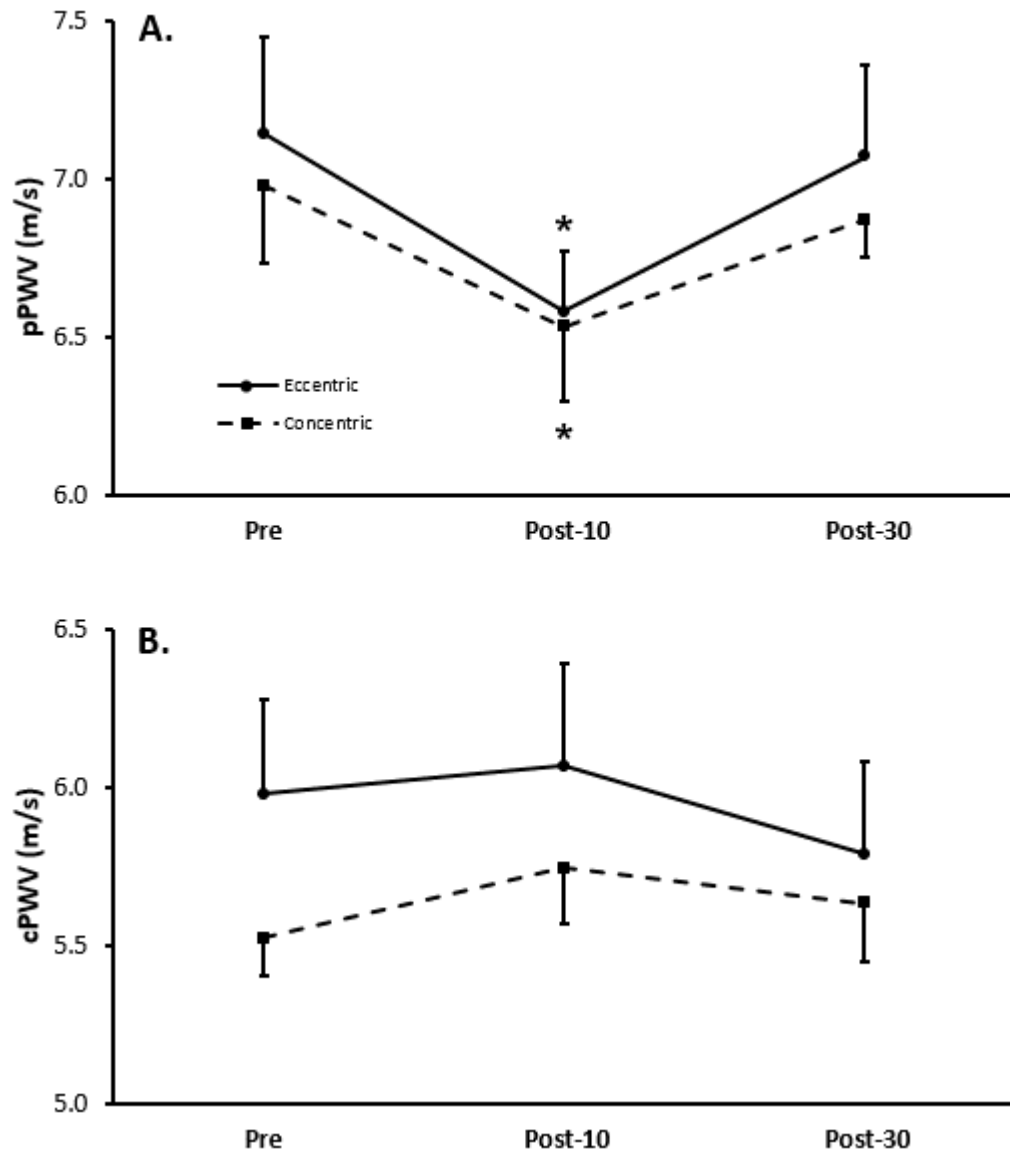 A.
7.5
7.0
6.5
6.0
pPWV (m/s)
*
*
Eccentric
Concentric
Pre Post-10 Post-30
B.
6.5
6.0
5.5
5.0
cPWV (m/s)
Pre Post-10 Post-30